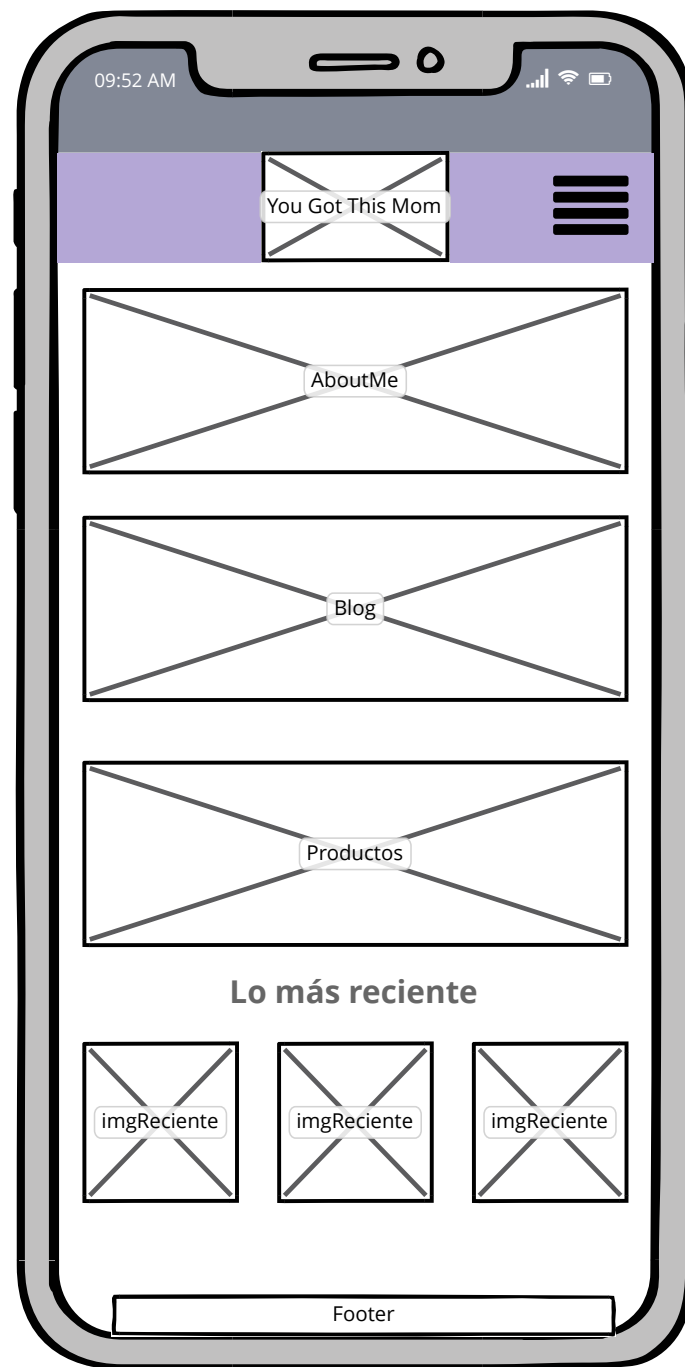 09:52 AM
You Got This Mom
AboutMe
Blog
Productos
Lo más reciente
imgReciente imgReciente imgReciente
Footer